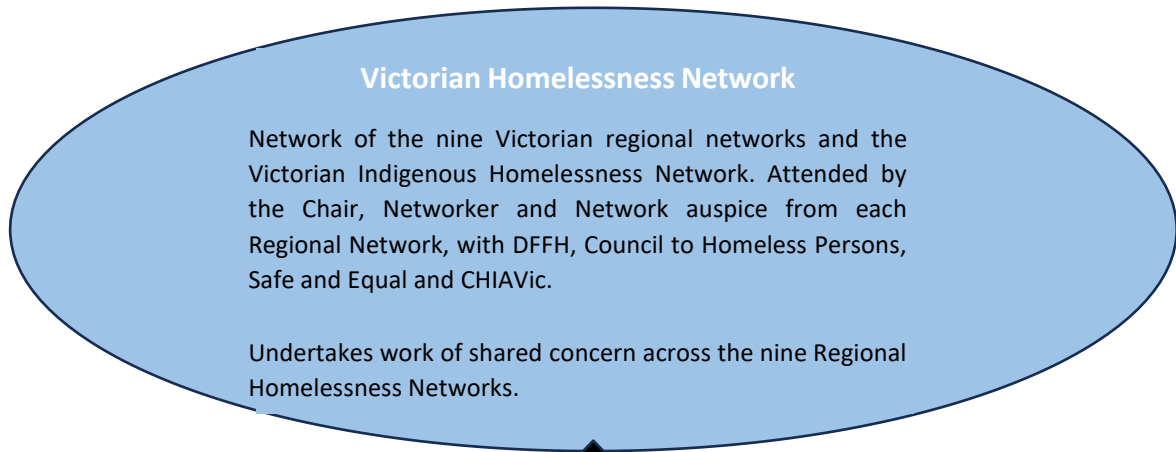 Victorian Homelessness Network
Network of the nine Victorian regional networks and the
Victorian Indigenous Homelessness Network. Attended by
the Chair, Networker and Network auspice from each
Regional Network, with DFFH, Council to Homeless Persons,
Safe and Equal and CHIAVic.
Undertakes work of shared concern across the nine Regional
Homelessness Networks.